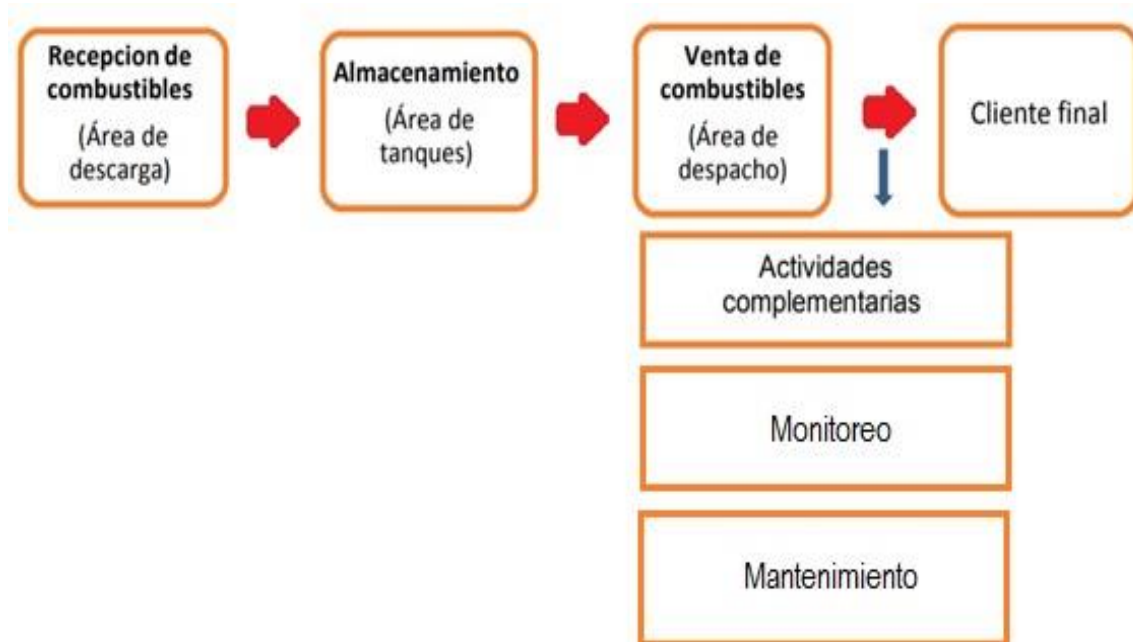 Recepcion de
combustibles
(Área de
descarga)
Almacenamiento
(Área de
tanques)
Venta de
combustibles
(Área de
despacho)
Cliente final
Actividades
complementarias
Monitoreo
Mantenimiento